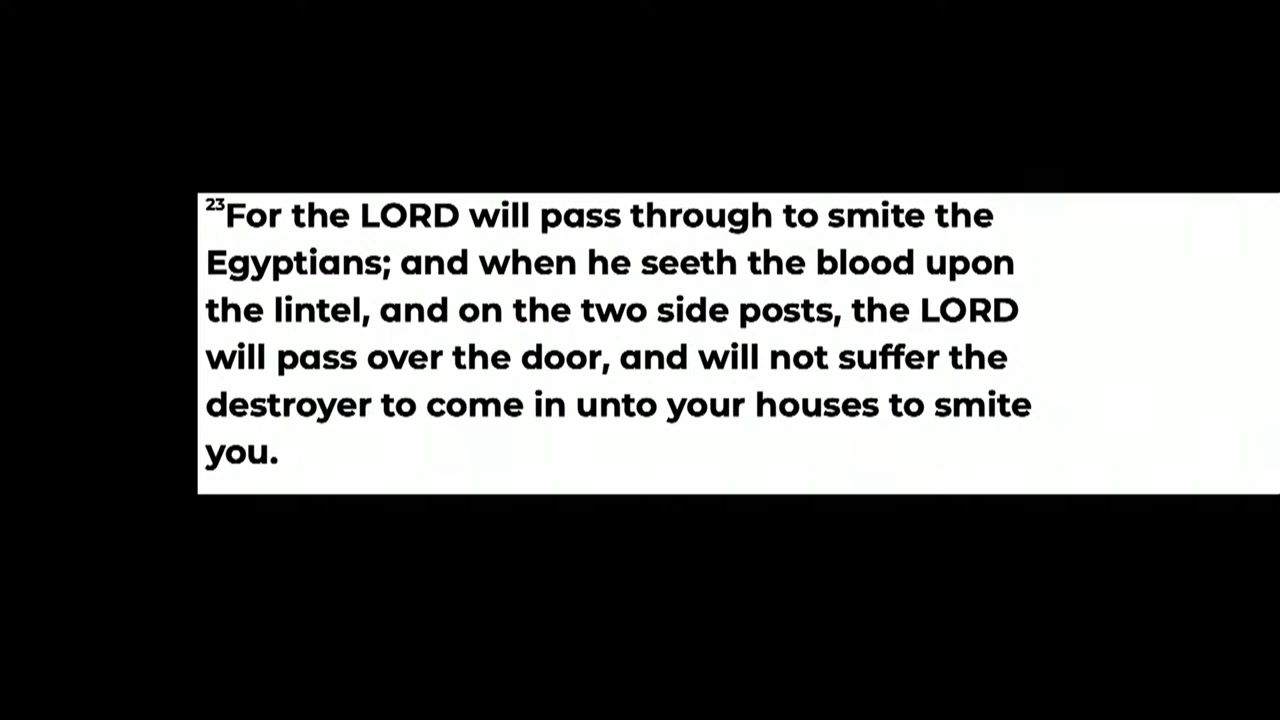 23For the LORD will pass through to smite the
Egyptians; and when he seeth the blood upon
the lintel, and on the two side posts, the LORD
will pass over the door, and will not suffer the
destroyer to come in unto your houses to smite
you.